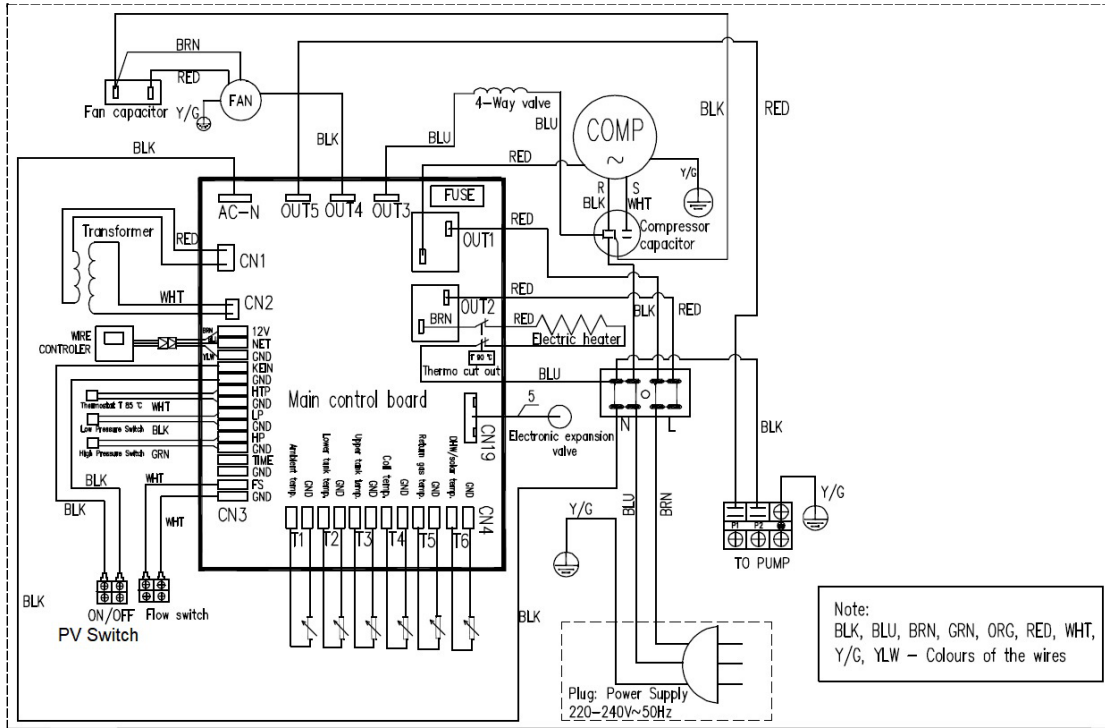 BRN
RED
FAN
Fan capacitor
Y/G
BLK
BLK
BLU
4-Way valve
BLU
COMP
~
RED
R
S
BLK
WHT
Y/G
Compressor
capacitor
BLK
RED
AC-N
OUT5
OUT4
OUT3
FUSE
OUT1
RED
Transformer
RED
CN1
WHT
CN2
OUT2
RED
BRN
RED
Electric heater
T 90 ℃
Thermo cut out
BLU
BLK
RED
WIRE
CONTROLER
BRN
BLU
YLW
12V
NET
GND
KEIN
GND
HTP
GND
LP
GND
HP
GND
TIME
GND
FS
GND
CN3
Thermostat T 85 ℃
WHT
Low Pressure Switch
BLK
High Pressure Switch
GRN
Main control board
CN19
5
Electronic expansion
valve
N
L
BLK
BLU
BRN
Ambient temp.
GND
Lower tank temp.
GND
Upper tank temp.
GND
Coil temp.
GND
Return gas temp.
GND
DHW/solar temp.
GND
CN4
T1
T2
T3
T4
T5
T6
WHT
BLK
BLK
WHT
ON/OFF
Flow switch
PV Switch
BLK
BLK
Y/G
Y/G
P1
P2
TO PUMP
Plug: Power Supply
220-240V~50Hz
Note:
BLK, BLU, BRN, GRN, ORG, RED, WHT,
Y/G, YLW – Colours of the wires